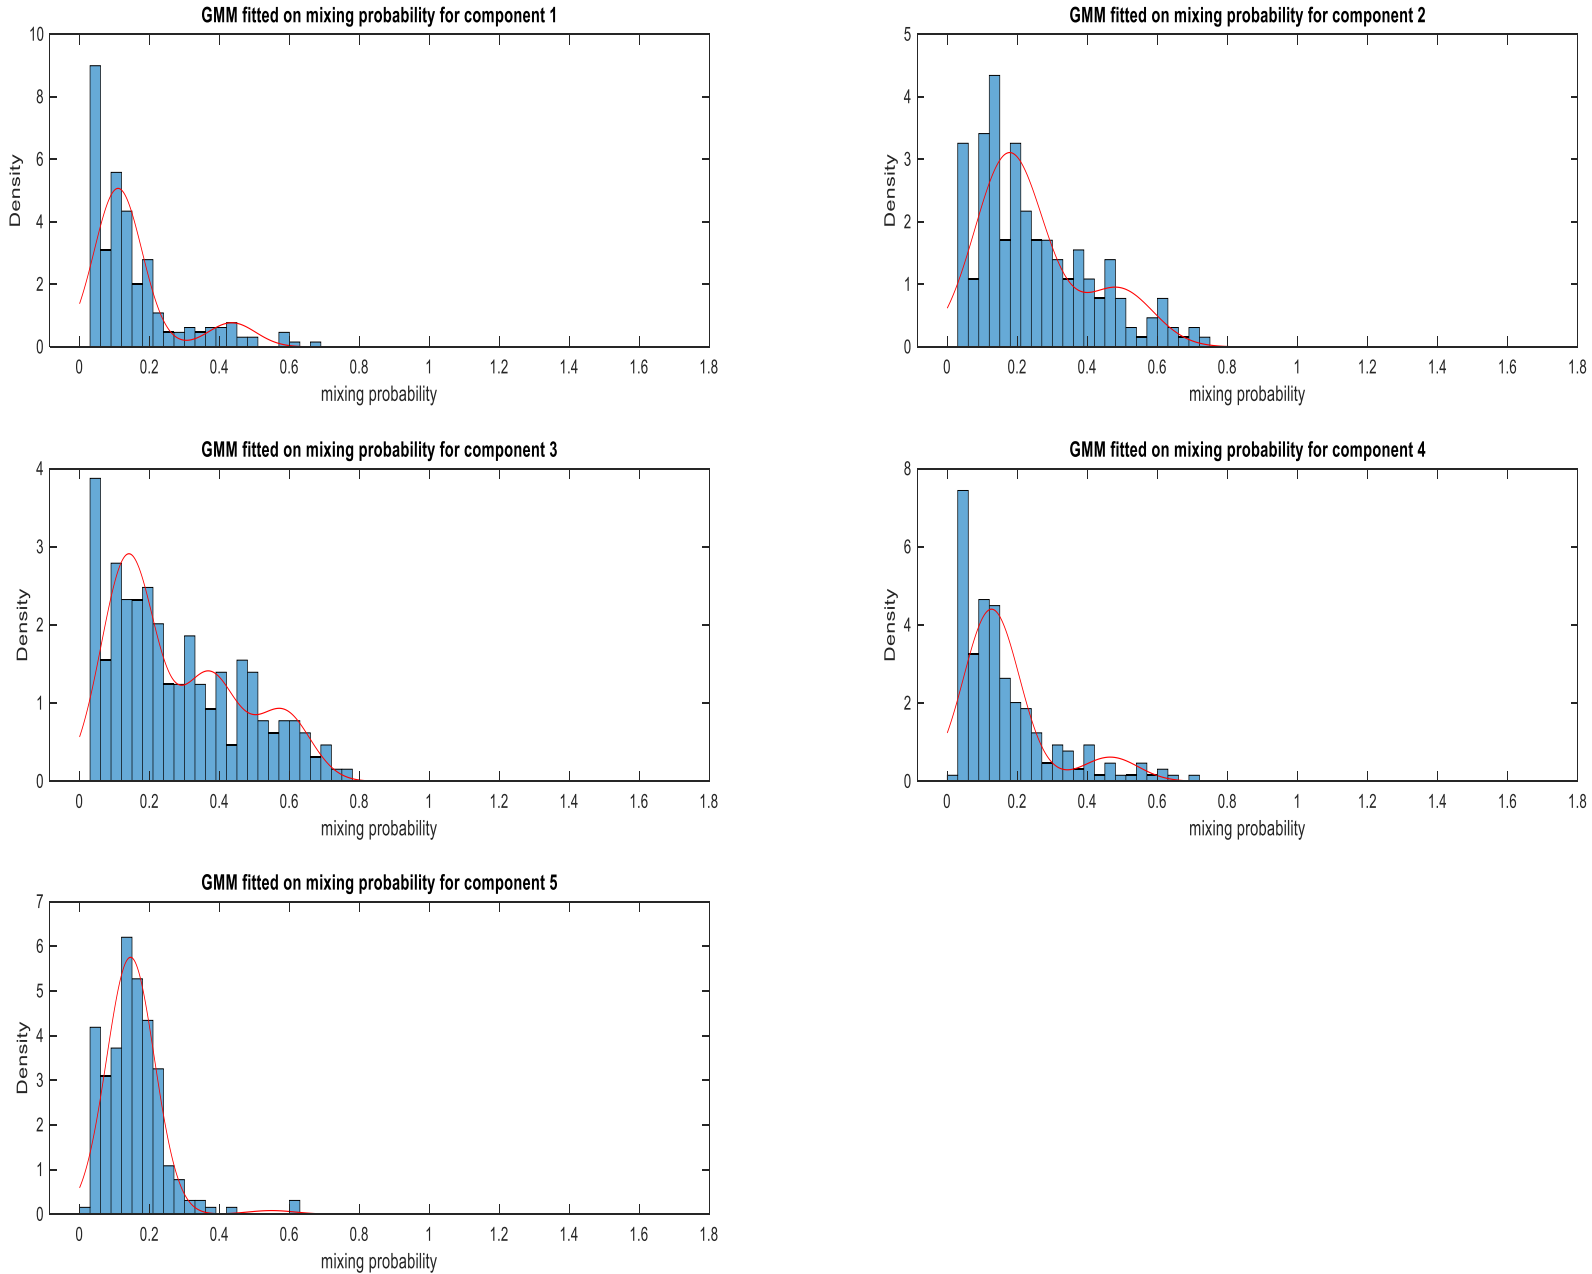 GMM fitted on mixing probability for component 1
10
8
6
4
2
0
Density
0 0.2 0.4 0.6 0.8 1 1.2 1.4 1.6 1.8
mixing probability
GMM fitted on mixing probability for component 2
5
4
3
2
1
0
Density
0 0.2 0.4 0.6 0.8 1 1.2 1.4 1.6 1.8
mixing probability
GMM fitted on mixing probability for component 3
4
3
2
1
0
Density
0 0.2 0.4 0.6 0.8 1 1.2 1.4 1.6 1.8
mixing probability
GMM fitted on mixing probability for component 4
8
6
4
2
0
Density
0 0.2 0.4 0.6 0.8 1 1.2 1.4 1.6 1.8
mixing probability
GMM fitted on mixing probability for component 5
7
6
5
4
3
2
1
0
Density
0 0.2 0.4 0.6 0.8 1 1.2 1.4 1.6 1.8
mixing probability